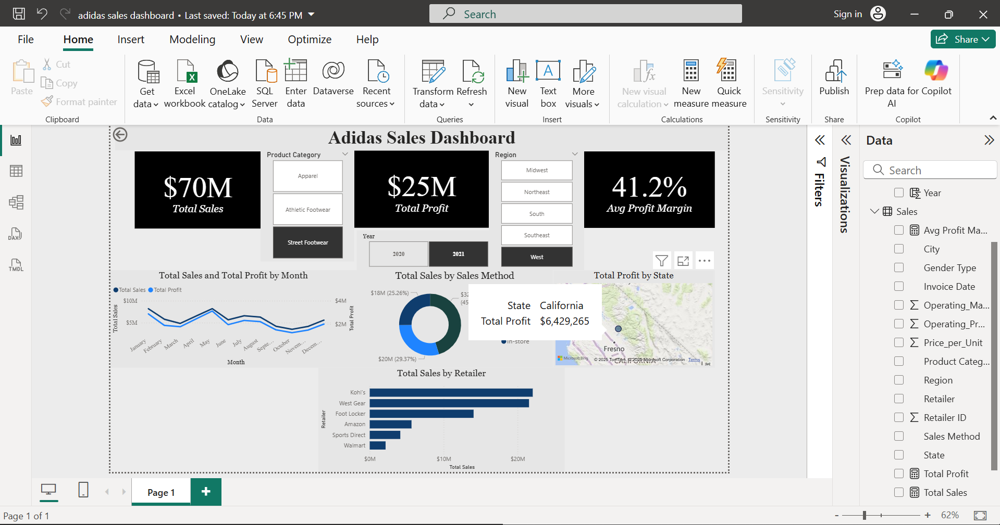 adidas sales dashboard • Last saved: Today at 6:45 PM
Search
Sign in
File
Home
Insert
Modeling
View
Optimize
Help
Share
Paste
Cut
Copy
Format painter
Clipboard
Get data
Excel workbook
OneLake catalog
SQL Server
Enter data
Dataverse
Recent sources
Data
Transform data
Refresh
Queries
New visual
Text box
More visuals
Insert
New visual calculation
New measure
Quick measure
Calculations
Sensitivity
Sensitivity
Publish
Share
Prep data for AI
Copilot
Copilot
DAX
TMDL
Adidas Sales Dashboard
$70M
Total Sales
Product Category
Apparel
Athletic Footwear
Street Footwear
$25M
Total Profit
Year
2020
2021
Region
Midwest
Northeast
South
Southeast
West
41.2%
Avg Profit Margin
Total Sales and Total Profit by Month
Total Sales
Total Profit
$10M
$5M
Total Sales
$4M
$2M
Total Profit
January
February
March
April
May
June
July
August
Septe...
October
Novem...
Decem...
Month
Total Sales by Sales Method
$18M (25.26%)
$20M (29.37%)
In-store
Total Profit by State
State California
Total Profit $6,429,265
Fresno
CALIFORNIA
Las
Microsoft Bing
© 2025 TomTom, © 2025 Microsoft Corporation Terms
Total Sales by Retailer
Retailer
Kohl's
West Gear
Foot Locker
Amazon
Sports Direct
Walmart
$0M
$10M
$20M
Total Sales
Filters
Visualizations
Data
Search
Year
Sales
Avg Profit Ma...
City
Gender Type
Invoice Date
Operating_Ma...
Operating_Pr...
Price_per_Unit
Product Categ...
Region
Retailer
Retailer ID
Sales Method
State
Total Profit
Total Sales
Page 1
Page 1 of 1
62%